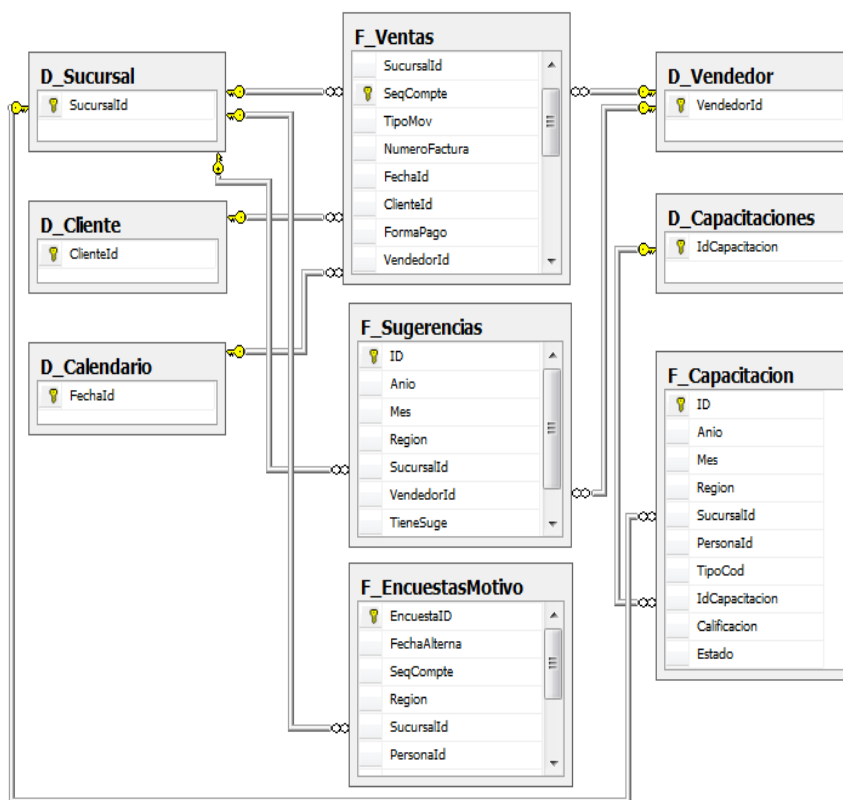 D_Sucursal
SucursalId
D_Cliente
ClienteId
D_Calendario
FechaId
F_Ventas
SucursalId
SeqCompte
TipoMov
NumeroFactura
FechaId
ClienteId
FormaPago
VendedorId
F_Sugerencias
ID
Anio
Mes
Region
SucursalId
VendedorId
TieneSuge
F_EncuestasMotivo
EncuestaID
FechaAlterna
SeqCompte
Region
SucursalId
PersonaId
D_Vendedor
VendedorId
D_Capacitaciones
IdCapacitacion
F_Capacitacion
ID
Anio
Mes
Region
SucursalId
PersonaId
TipoCod
IdCapacitacion
Calificacion
Estado